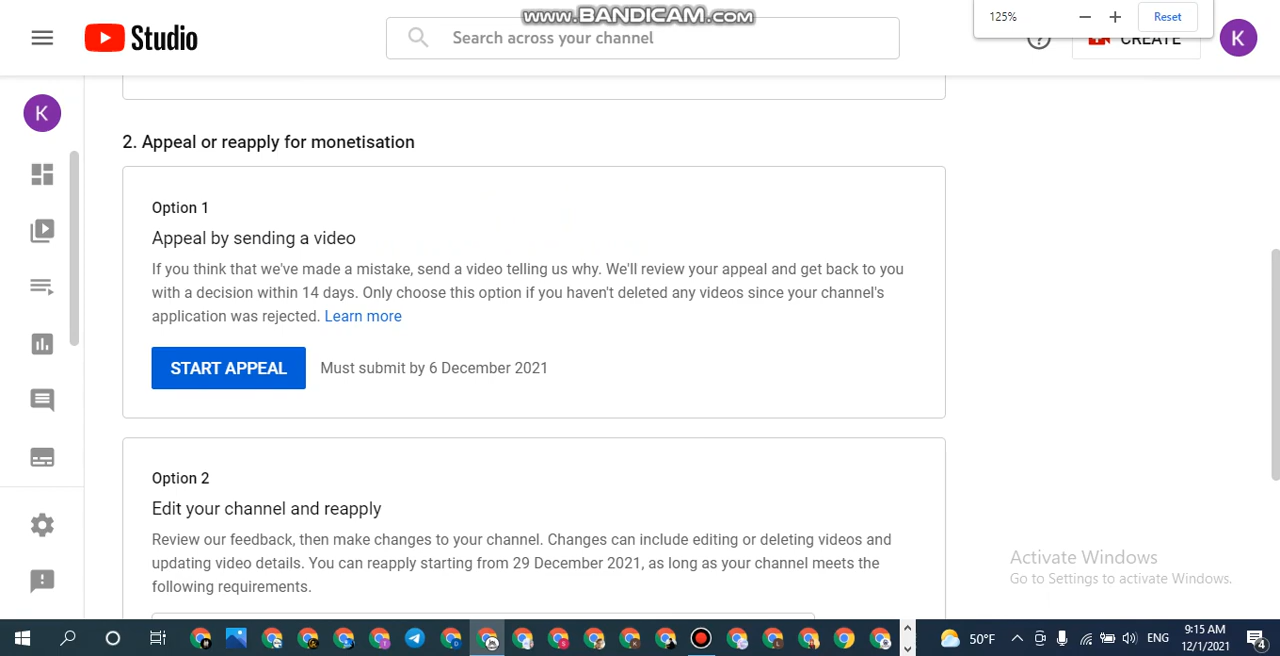 www.BANDICAM.com
125%
Reset
Studio
Search across your channel
CREATE
K
K
2. Appeal or reapply for monetisation
Option 1
Appeal by sending a video
If you think that we've made a mistake, send a video telling us why. We'll review your appeal and get back to you
with a decision within 14 days. Only choose this option if you haven't deleted any videos since your channel's
application was rejected. Learn more
START APPEAL
Must submit by 6 December 2021
Option 2
Edit your channel and reapply
Review our feedback, then make changes to your channel. Changes can include editing or deleting videos and
updating video details. You can reapply starting from 29 December 2021, as long as your channel meets the
following requirements.
Activate Windows
Go to Settings to activate Windows.
50°F
ENG
9:15 AM
12/1/2021
4